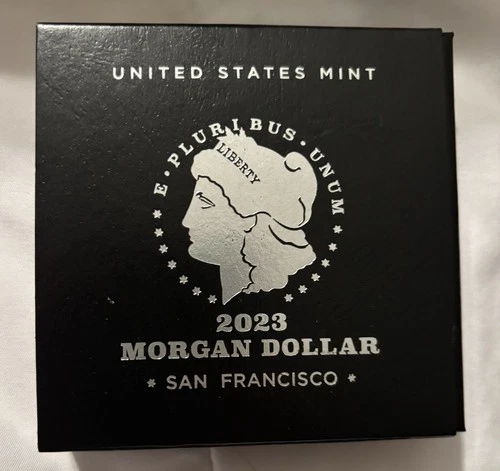 UNITED STATES MINT
E·PLURIBUS·UNUM
LIBERTY
2023
MORGAN DOLLAR
* SAN FRANCISCO *